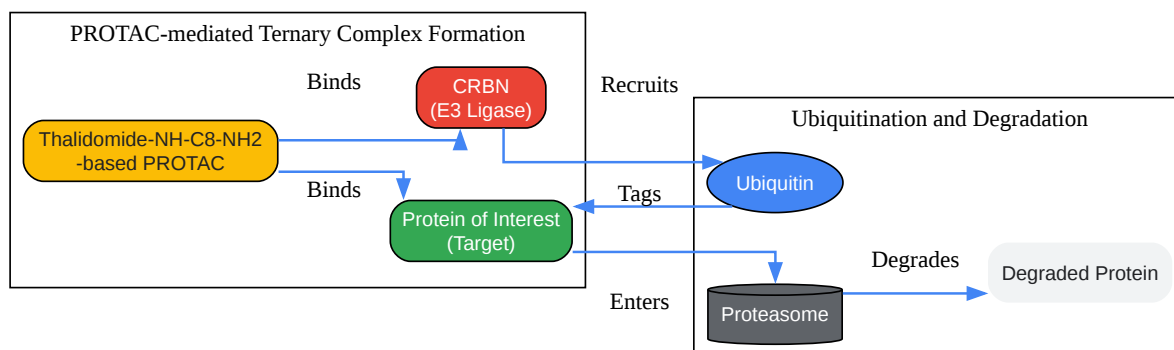 PROTAC-mediated Ternary Complex Formation
Binds
CRBN
(E3 Ligase)
Recruits
Thalidomide-NH-C8-NH2
-based PROTAC
Binds
Protein of Interest
(Target)
Ubiquitination and Degradation
Ubiquitin
Tags
Enters
Proteasome
Degrades
Degraded Protein